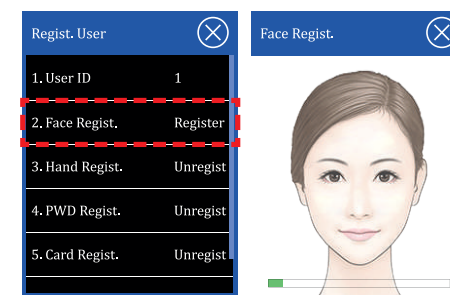 Regist. User
1. User ID 1
2. Face Regist. Register
3. Hand Regist. Unregist
4. PWD Regist. Unregist
5. Card Regist. Unregist
Face Regist.